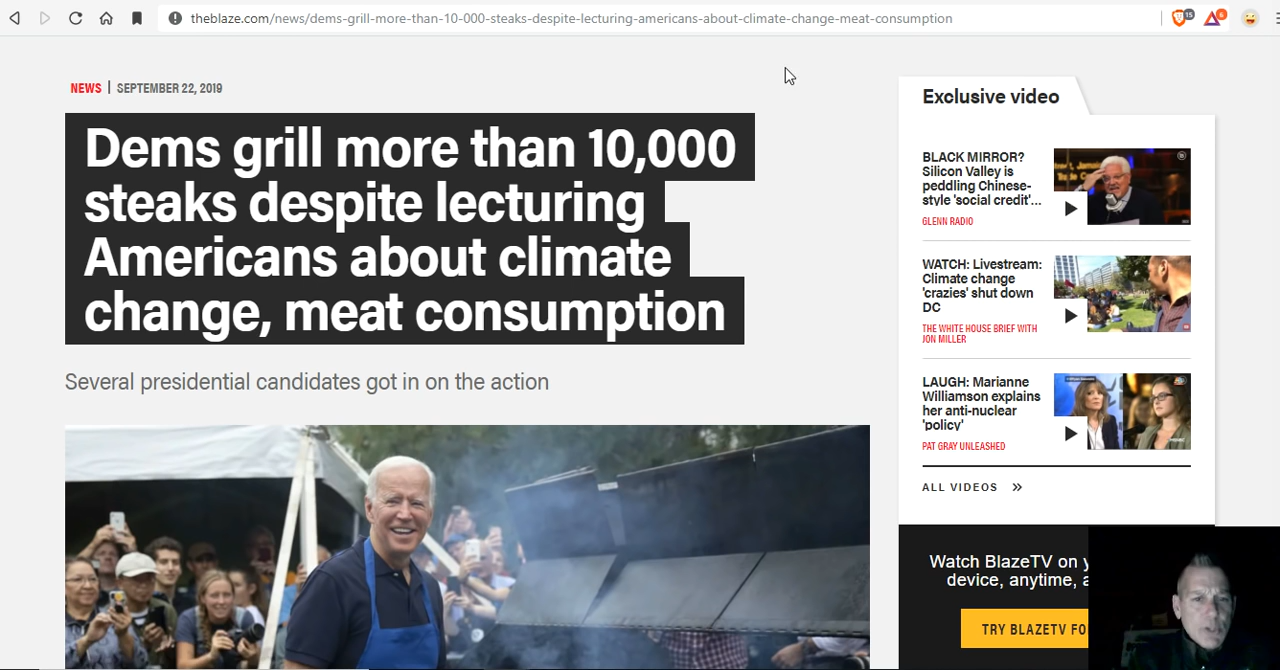 theblaze.com/news/dems-grill-more-than-10-000-steaks-despite-lecturing-americans-about-climate-change-meat-consumption
15
6
NEWS | SEPTEMBER 22, 2019
Dems grill more than 10,000
steaks despite lecturing
Americans about climate
change, meat consumption
Several presidential candidates got in on the action
Exclusive video
BLACK MIRROR?
Silicon Valley is
peddling Chinese-
style 'social credit'...
GLENN RADIO
WATCH: Livestream:
Climate change
'crazies' shut down
DC
THE WHITE HOUSE BRIEF WITH
JON MILLER
LAUGH: Marianne
Williamson explains
her anti-nuclear
'policy'
PAT GRAY UNLEASHED
ALL VIDEOS »
Watch BlazeTV on
device, anytime,
TRY BLAZETV FO